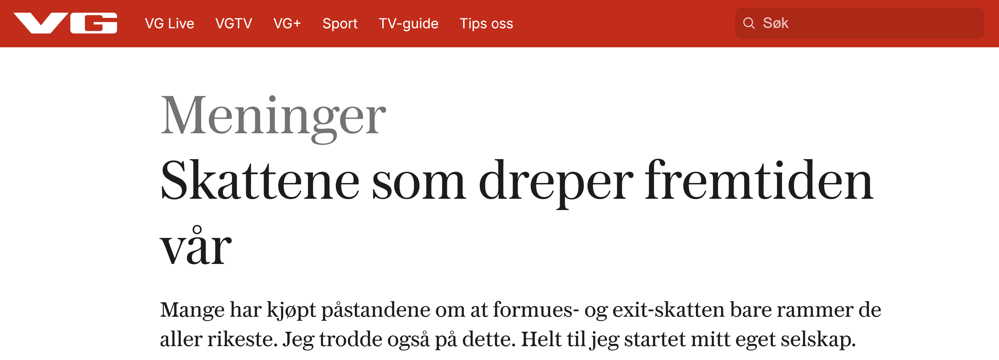 VG VG Live VGTV VG+ Sport TV-guide Tips oss Søk
Meninger
Skattene som dreper fremtiden
vår
Mange har kjøpt påstandene om at formues- og exit-skatten bare rammer de
aller rikeste. Jeg trodde også på dette. Helt til jeg startet mitt eget selskap.